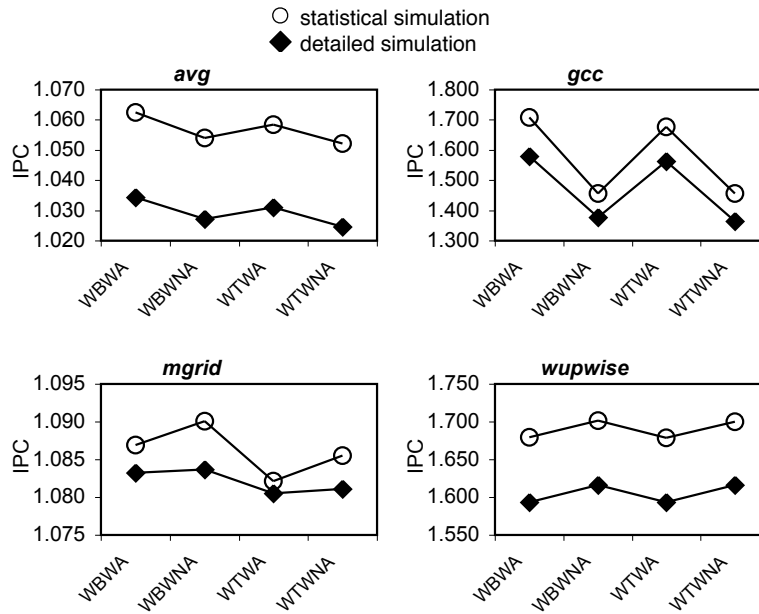 statistical simulation
detailed simulation
avg
IPC
1.070
1.060
1.050
1.040
1.030
1.020
WBWA
WBWNA
WTWA
WTWNA
gcc
IPC
1.800
1.700
1.600
1.500
1.400
1.300
WBWA
WBWNA
WTWA
WTWNA
mgrid
IPC
1.095
1.090
1.085
1.080
1.075
WBWA
WBWNA
WTWA
WTWNA
wupwise
IPC
1.750
1.700
1.650
1.600
1.550
WBWA
WBWNA
WTWA
WTWNA